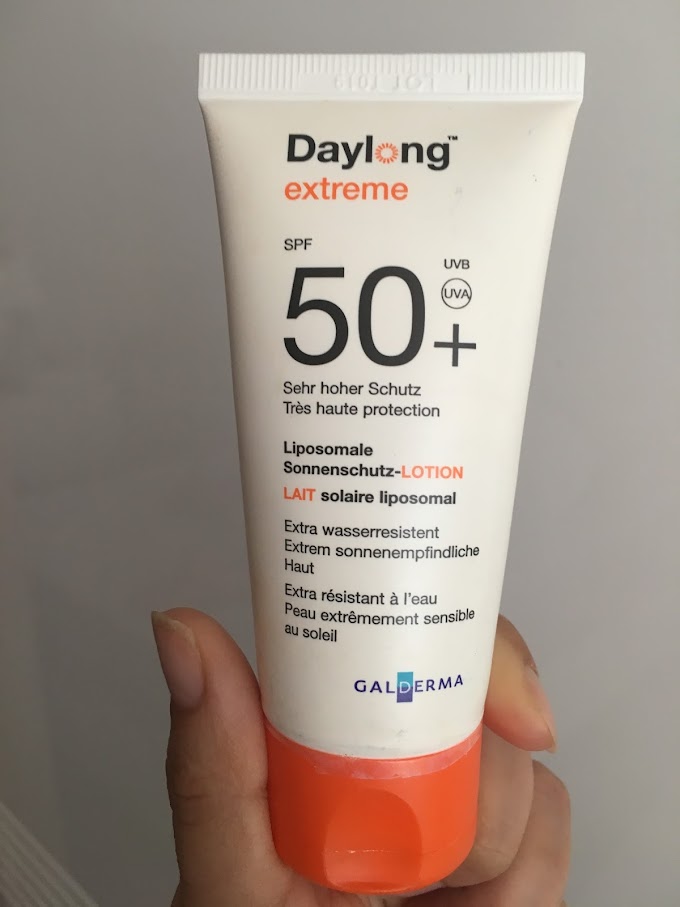 Daylong™
extreme
SPF
50+
UVB
UVA
Sehr hoher Schutz
Très haute protection
Liposomale
Sonnenschutz-LOTION
LAIT solaire liposomal
Extra wasserresistent
Extrem sonnenempfindliche
Haut
Extra résistant à l'eau
Peau extrêmement sensible
au soleil
GALDERMA